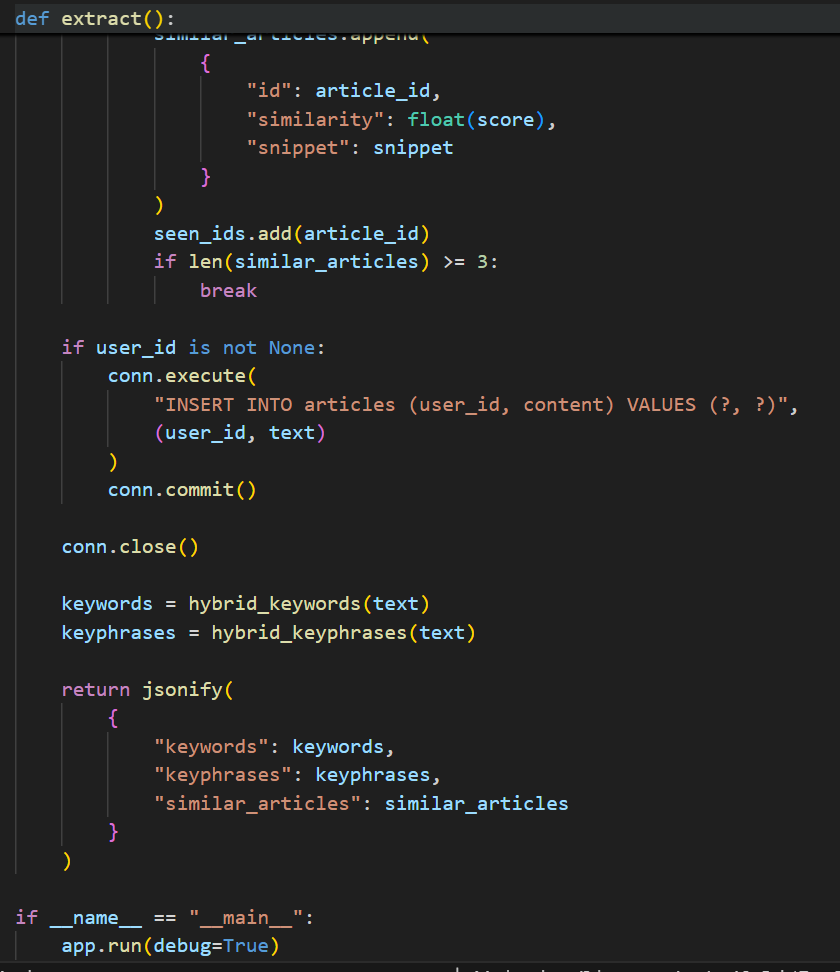 def extract():
similar_articles.append(
{
"id": article_id,
"similarity": float(score),
"snippet": snippet
}
)
seen_ids.add(article_id)
if len(similar_articles) >= 3:
break
if user_id is not None:
conn.execute(
"INSERT INTO articles (user_id, content) VALUES (?, ?)",
(user_id, text)
)
conn.commit()
conn.close()
keywords = hybrid_keywords(text)
keyphrases = hybrid_keyphrases(text)
return jsonify(
{
"keywords": keywords,
"keyphrases": keyphrases,
"similar_articles": similar_articles
}
)
if __name__ == "__main__":
app.run(debug=True)